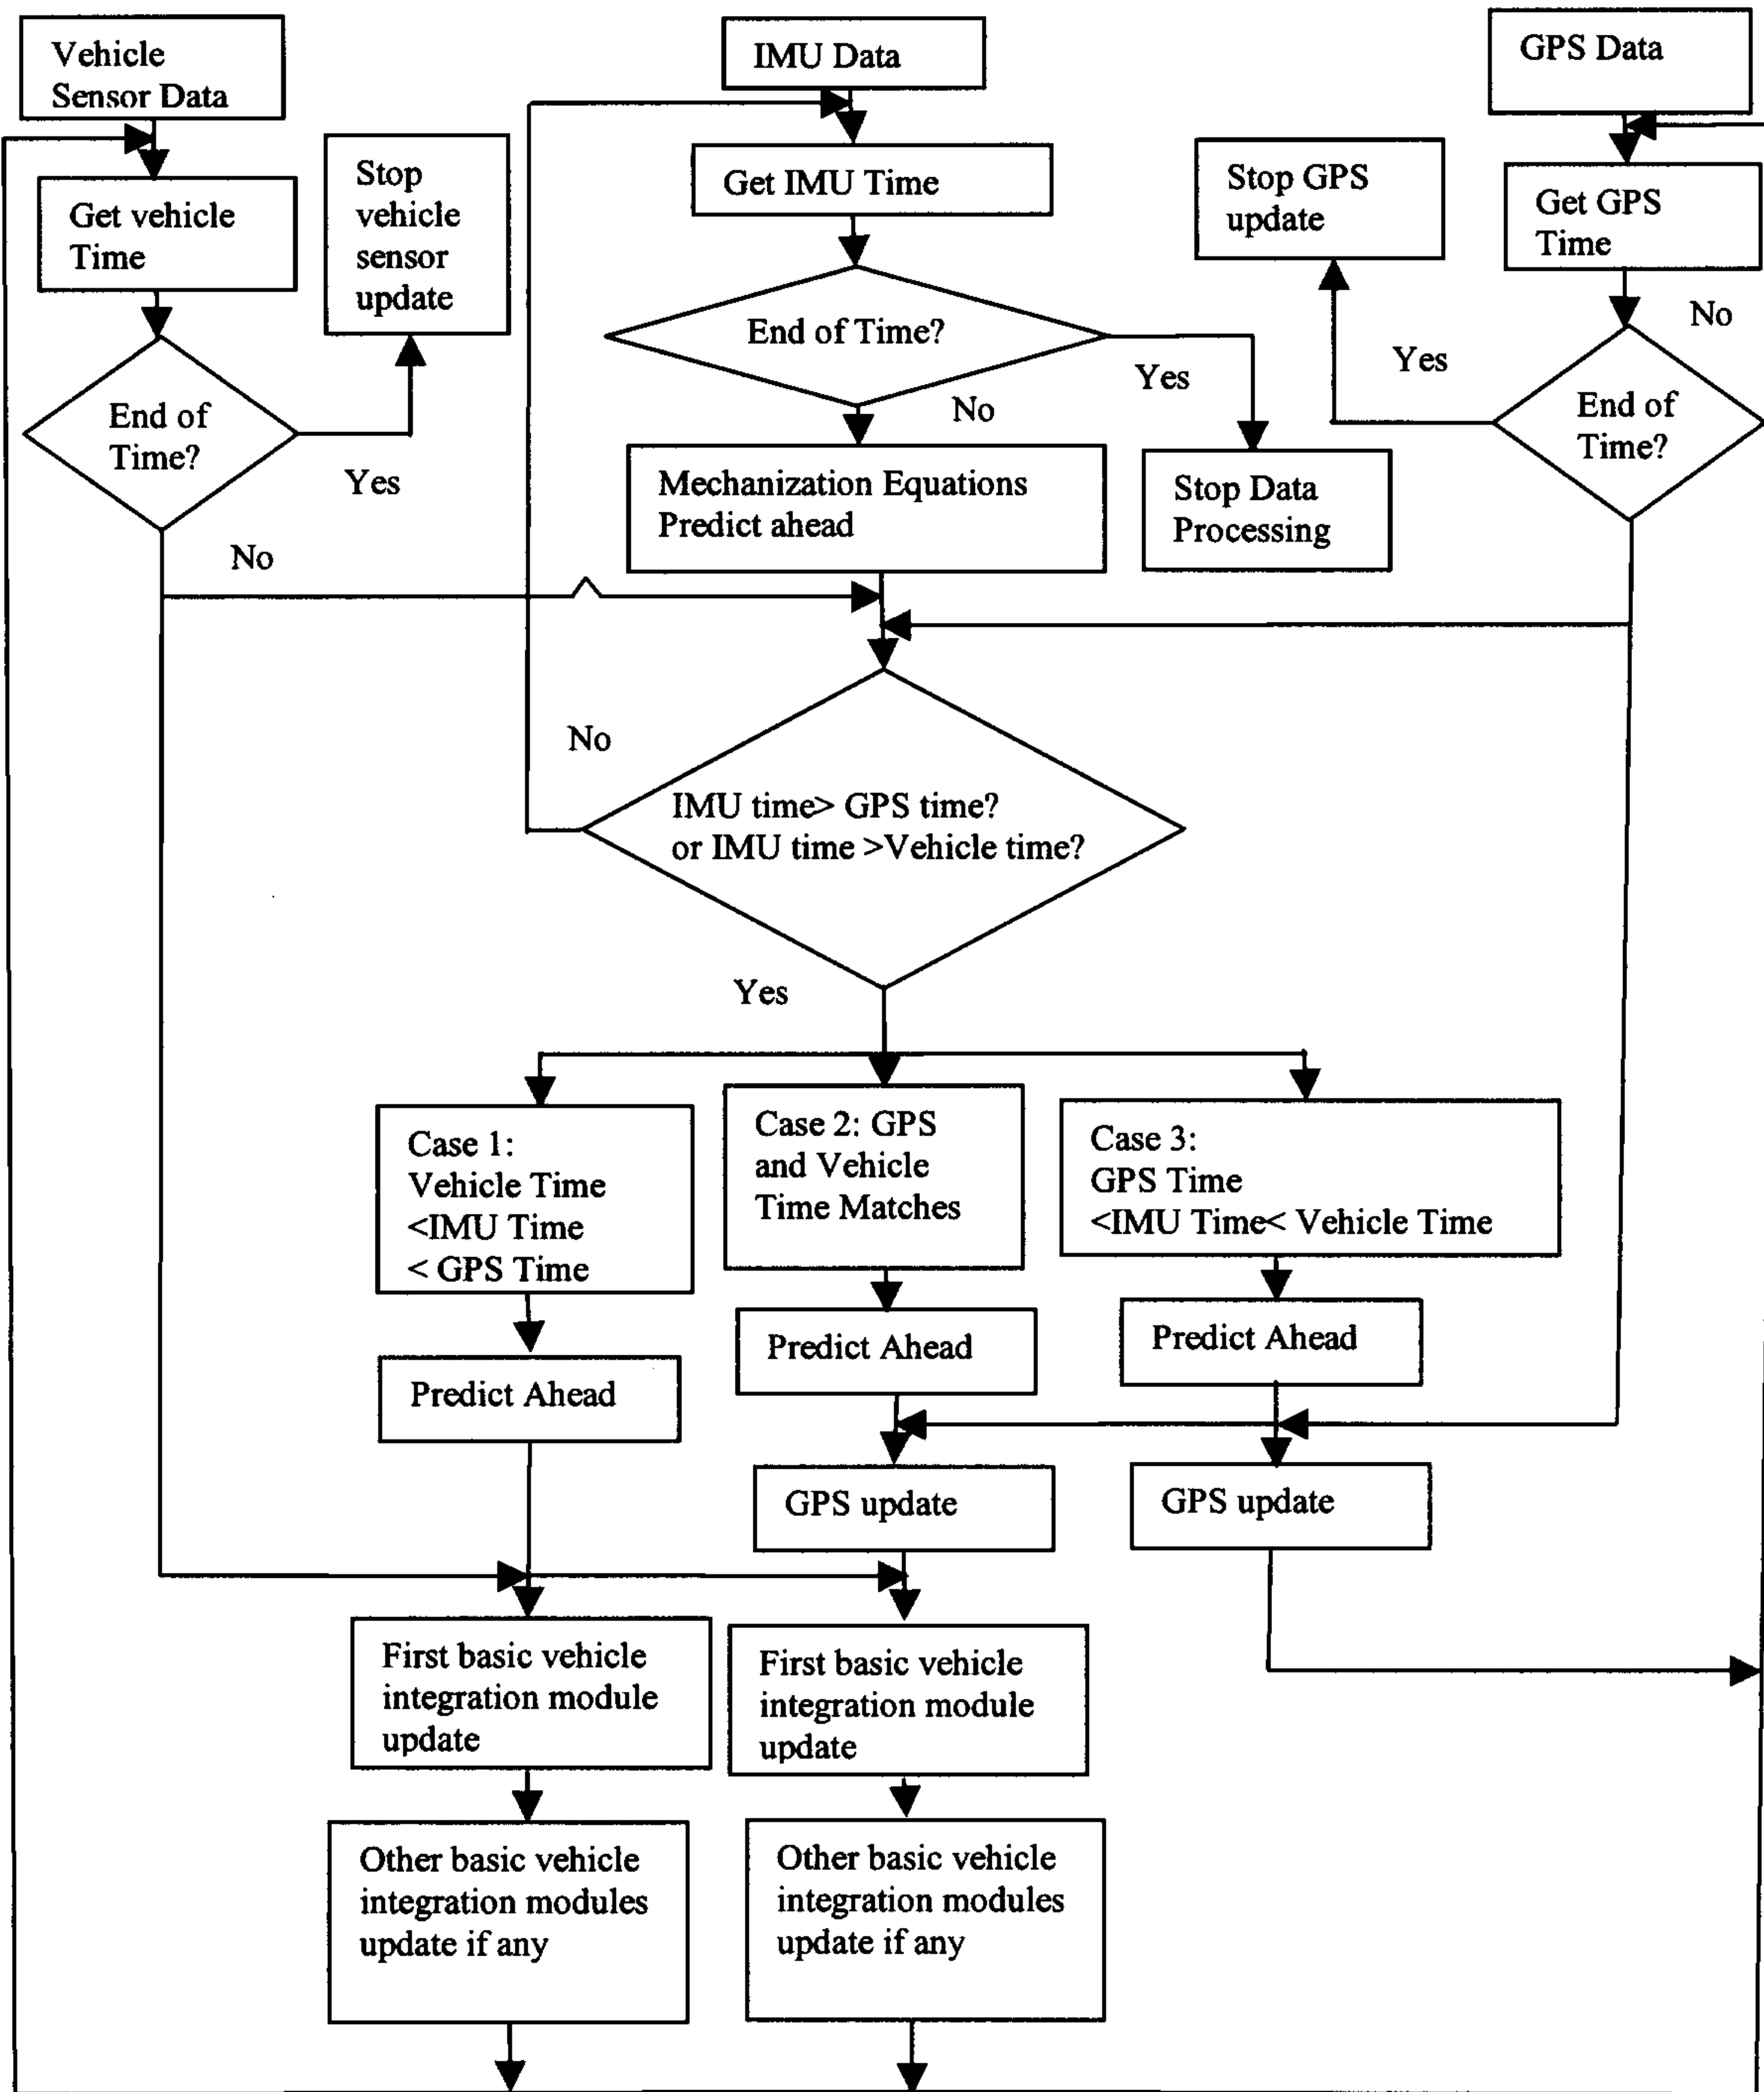 Vehicle
Sensor Data
IMU Data
GPS Data
Get vehicle
Time
Stop
vehicle
sensor
update
Get IMU Time
Stop GPS
update
Get GPS
Time
End of
Time?
Yes
No
End of Time?
Yes
No
Yes
No
End of
Time?
Mechanization Equations
Predict ahead
Stop Data
Processing
No
IMU time> GPS time?
or IMU time >Vehicle time?
Yes
Case 1:
Vehicle Time
<IMU Time
< GPS Time
Case 2: GPS
and Vehicle
Time Matches
Case 3:
GPS Time
<IMU Time< Vehicle Time
Predict Ahead
Predict Ahead
Predict Ahead
GPS update
GPS update
First basic vehicle
integration module
update
First basic vehicle
integration module
update
Other basic vehicle
integration modules
update if any
Other basic vehicle
integration modules
update if any